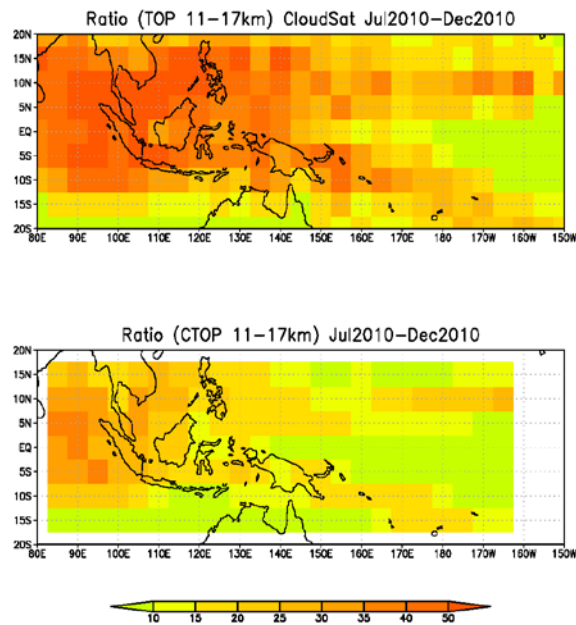 Ratio (TOP 11-17km) CloudSat Jul2010-Dec2010
20N
15N
10N
5N
EQ
5S
10S
15S
20S
80E 90E 100E 110E 120E 130E 140E 150E 160E 170E 180 170W 160W 150W
Ratio (CTOP 11-17km) Jul2010-Dec2010
20N
15N
10N
5N
EQ
5S
10S
15S
20S
80E 90E 100E 110E 120E 130E 140E 150E 160E 170E 180 170W 160W 150W
10 15 20 25 30 35 40 50